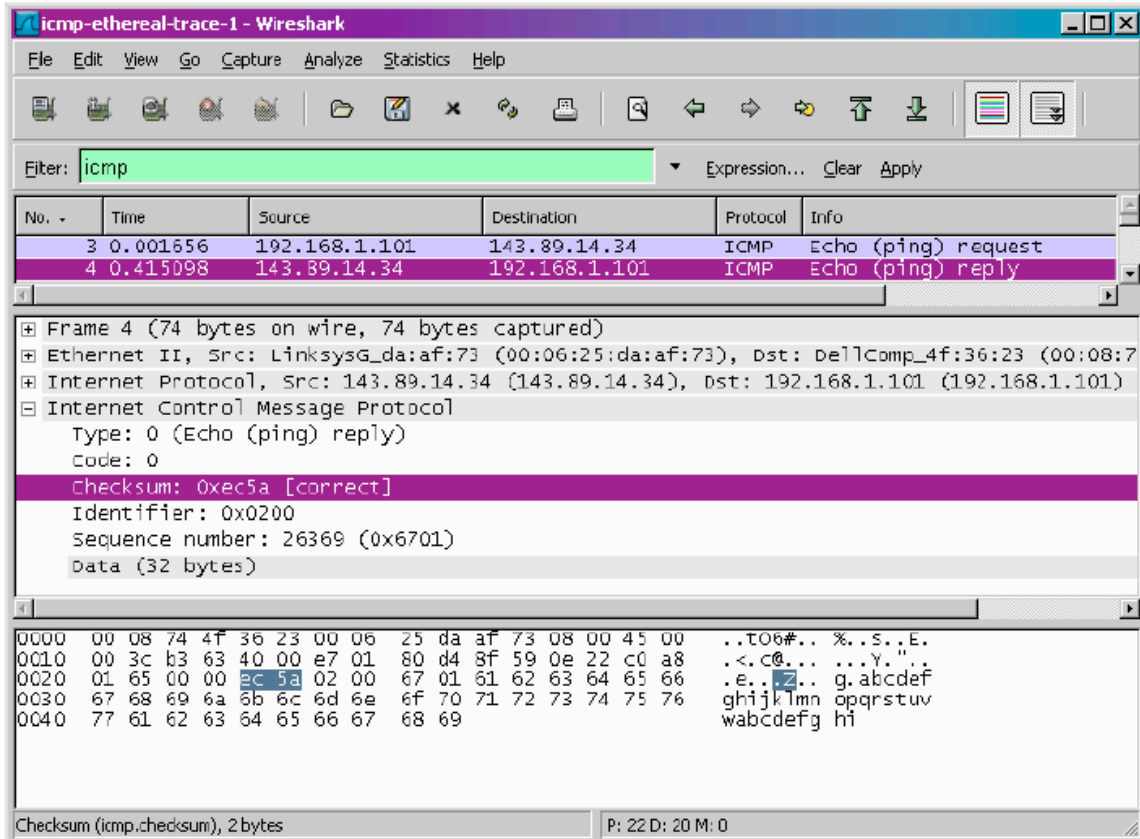 icmp-ethereal-trace-1 - Wireshark
File Edit View Go Capture Analyze Statistics Help
Filter: icmp Expression... Clear Apply
No. Time Source Destination Protocol Info
3 0.001656 192.168.1.101 143.89.14.34 ICMP Echo (ping) request
4 0.415098 143.89.14.34 192.168.1.101 ICMP Echo (ping) reply
Frame 4 (74 bytes on wire, 74 bytes captured)
Ethernet II, Src: LinksysG_da:af:73 (00:06:25:da:af:73), Dst: DellComp_4f:36:23 (00:08:7
Internet Protocol, Src: 143.89.14.34 (143.89.14.34), Dst: 192.168.1.101 (192.168.1.101)
Internet Control Message Protocol
Type: 0 (Echo (ping) reply)
Code: 0
Checksum: 0xec5a [correct]
Identifier: 0x0200
Sequence number: 26369 (0x6701)
Data (32 bytes)
0000 00 08 74 4f 36 23 00 06 25 da af 73 08 00 45 00 ..tO6#.. %..s..E.
0010 00 3c b3 63 40 00 e7 01 80 d4 8f 59 0e 22 c0 a8 .<.c@... ...Y."..
0020 01 65 00 00 ec 5a 02 00 67 01 61 62 63 64 65 66 .e...Z.. g.abcdef
0030 67 68 69 6a 6b 6c 6d 6e 6f 70 71 72 73 74 75 76 ghijklmn opqrstuv
0040 77 61 62 63 64 65 66 67 68 69 wabcdefg hi
Checksum (icmp.checksum), 2 bytes P: 22 D: 20 M: 0